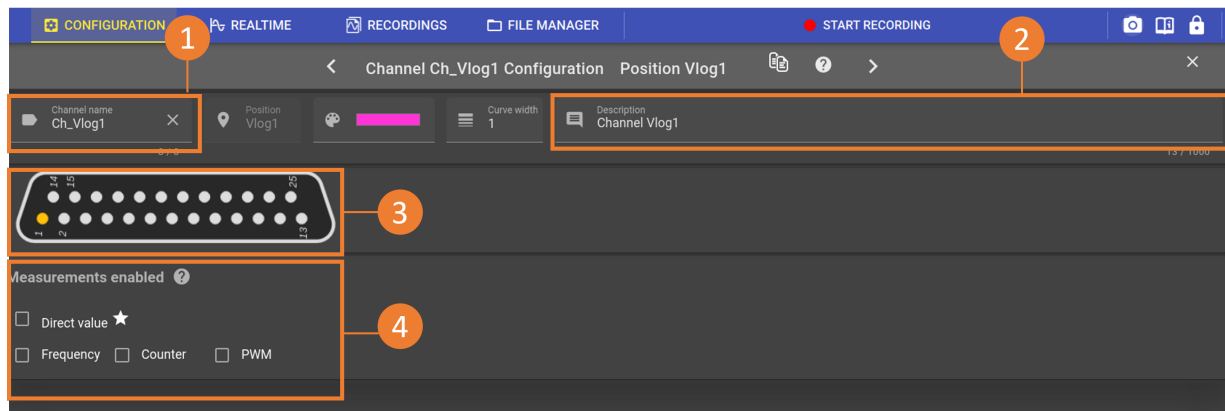 CONFIGURATION REALTIME RECORDINGS FILE MANAGER START RECORDING
1 2
Channel Ch_Vlog1 Configuration Position Vlog1
Channel name Position Curve width Description
Ch_Vlog1 Vlog1 1 Channel Vlog1
13 / 1000
14 15 25
3
1 2 13
Measurements enabled
Direct value
4
Frequency Counter PWM